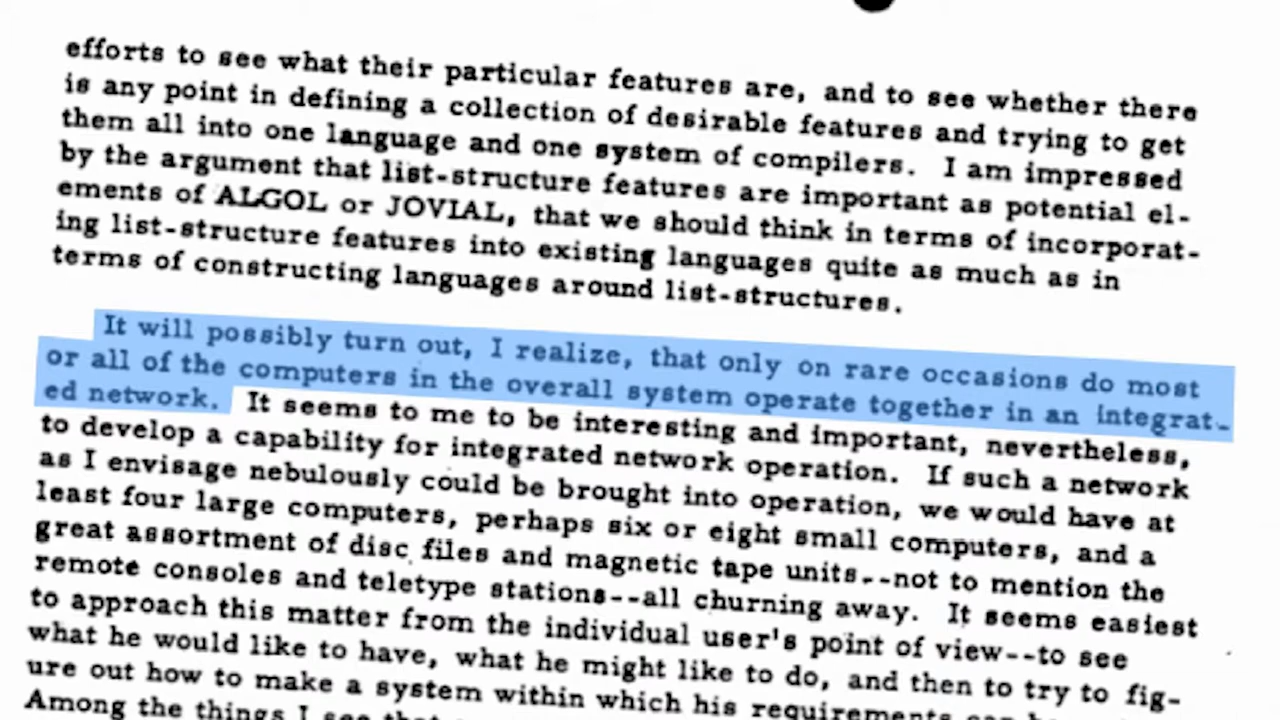 efforts to see what their particular features are, and to see whether there
is any point in defining a collection of desirable features and trying to get
them all into one language and one system of compilers. I am impressed
by the argument that list-structure features are important as potential el-
ements of ALGOL or JOVIAL, that we should think in terms of incorporat-
ing list-structure features into existing languages quite as much as in
terms of constructing languages around list-structures.
It will possibly turn out, I realize, that only on rare occasions do most
or all of the computers in the overall system operate together in an integrat-
ed network. It seems to me to be interesting and important, nevertheless,
to develop a capability for integrated network operation. If such a network
as I envisage nebulously could be brought into operation, we would have at
least four large computers, perhaps six or eight small computers, and a
great assortment of disc files and magnetic tape units--not to mention the
remote consoles and teletype stations--all churning away. It seems easiest
to approach this matter from the individual user's point of view--to see
what he would like to have, what he might like to do, and then to try to fig-
ure out how to make a system within which his requirements can
Among the things I see that